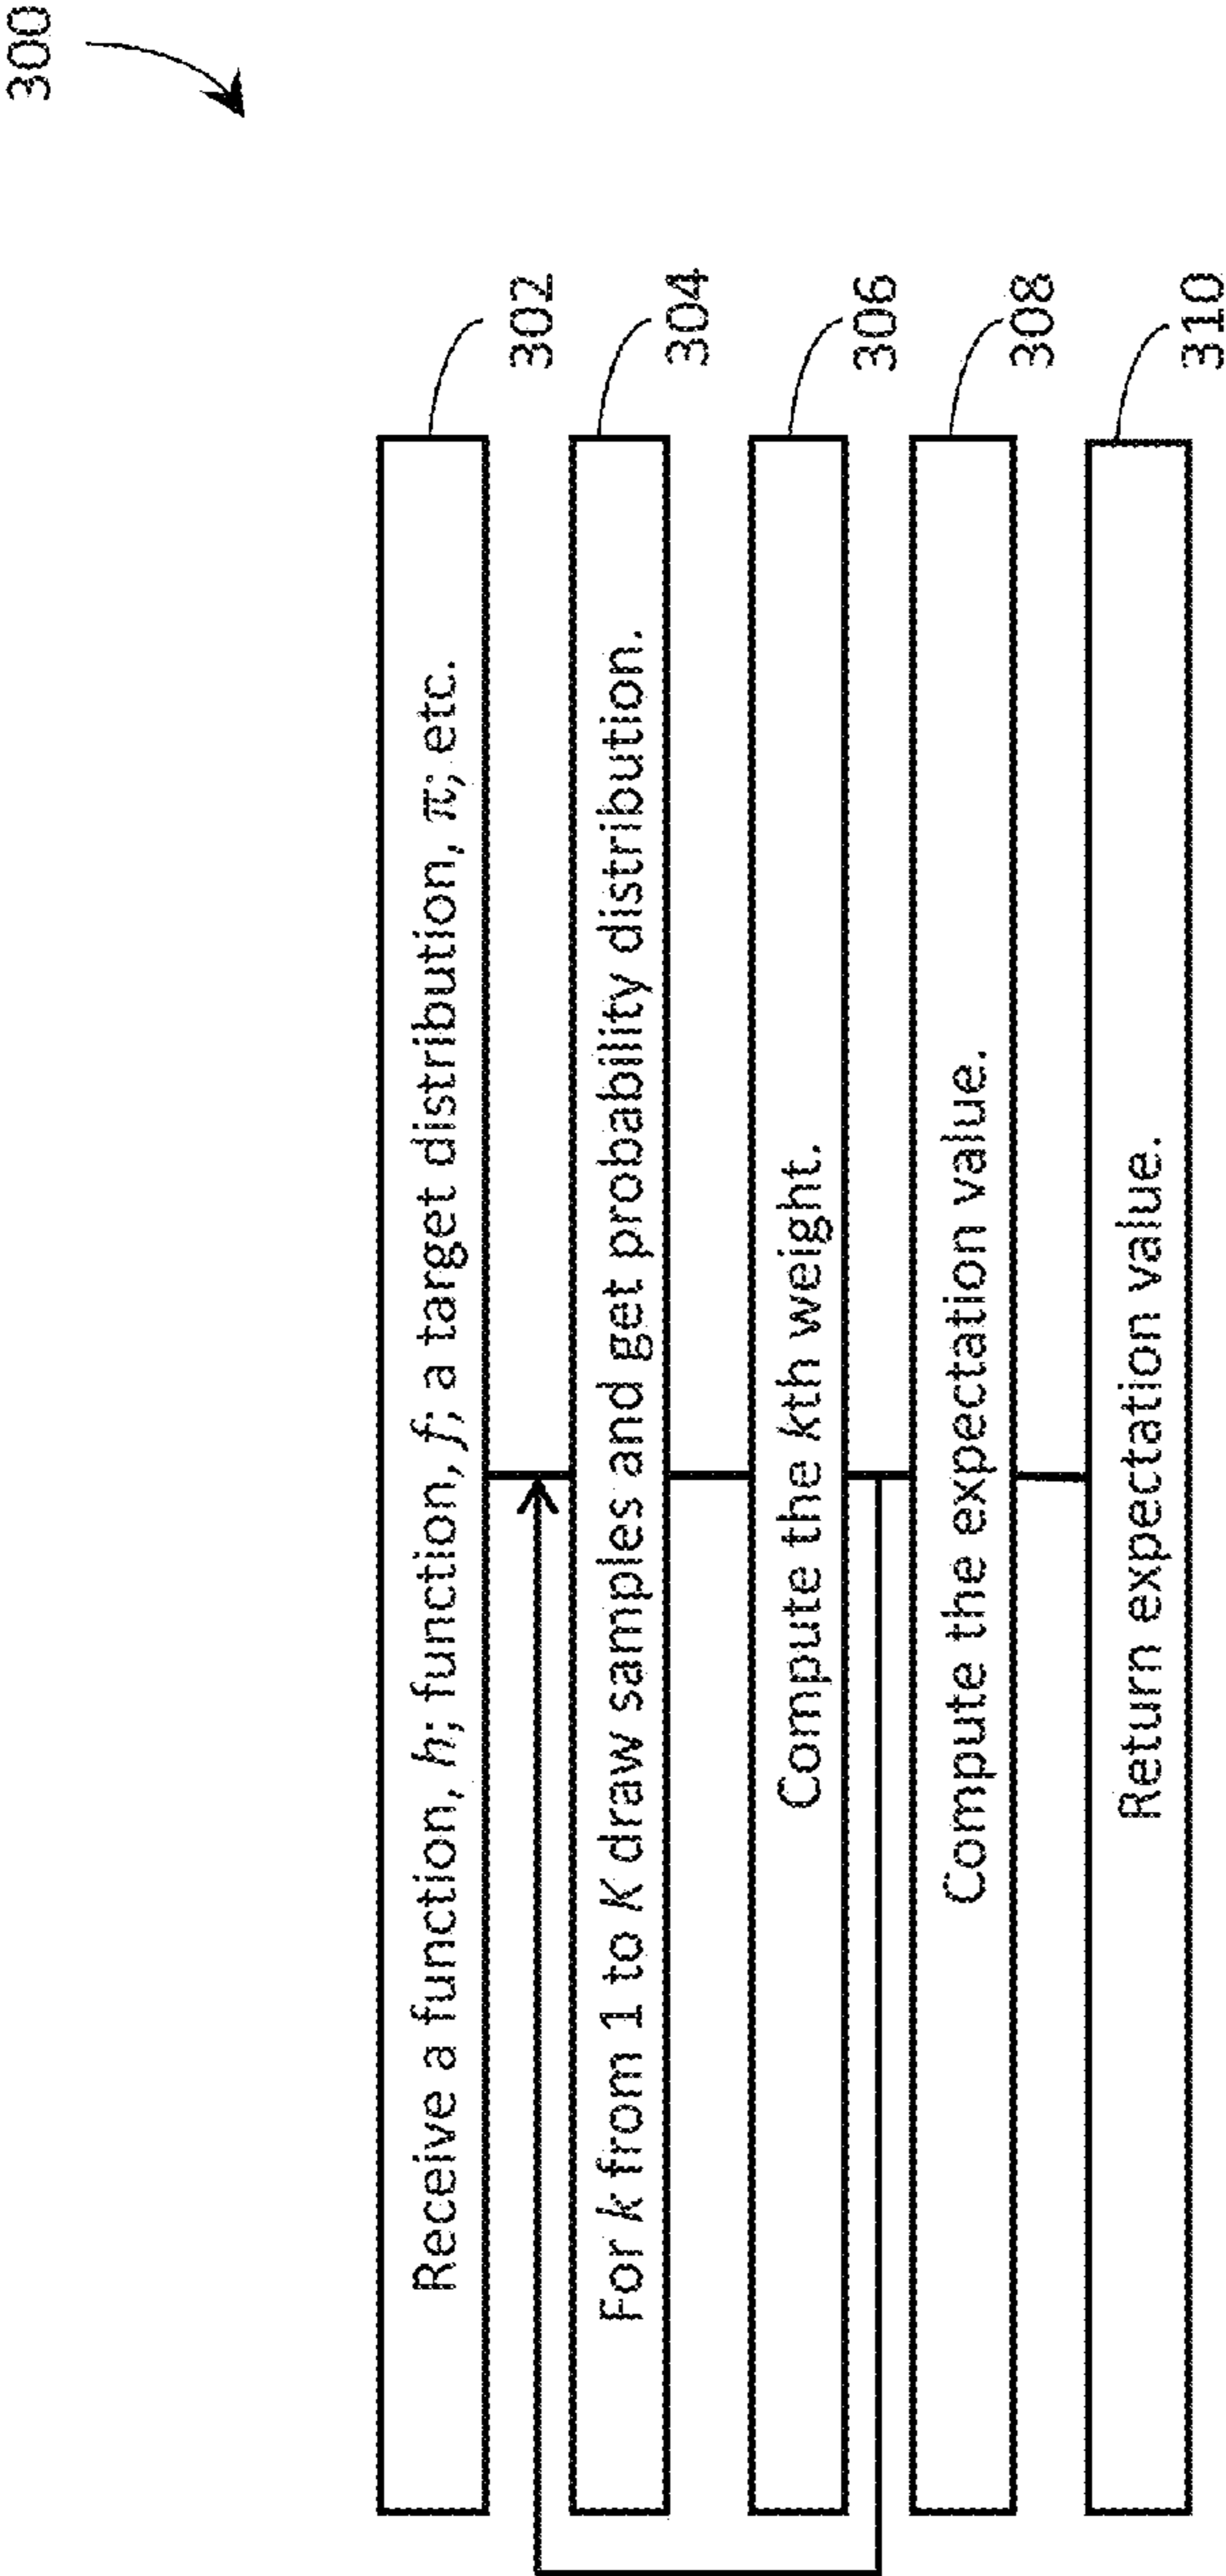 300
Receive a function, h; function, f; a target distribution, π; etc.
302
For k from 1 to K draw samples and get probability distribution.
304
Compute the kth weight.
306
Compute the expectation value.
308
Return expectation value.
310